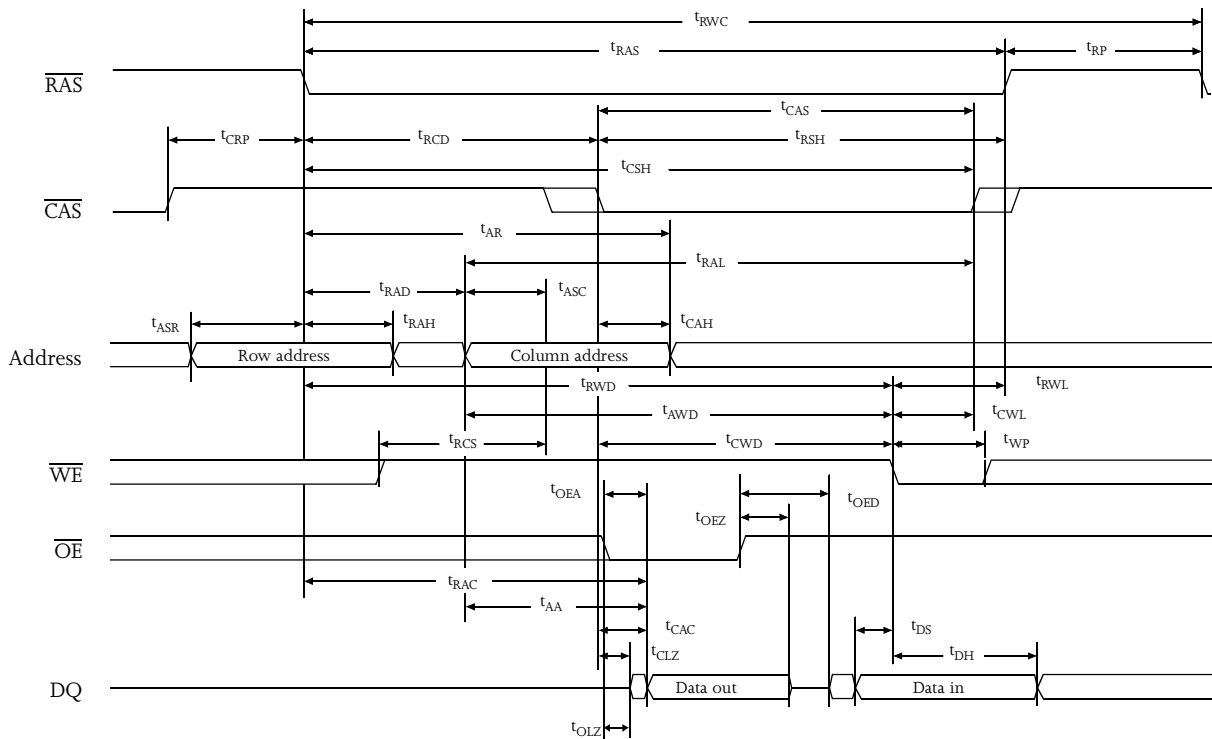 tRWC
tRAS
tRP
RAS
tCAS
tCRP
tRCD
tRSH
tCSH
CAS
tAR
tRAL
tRAD
tASC
tASR
tRAH
tCAH
Address
Row address
Column address
tRWD
tRWL
tAWD
tCWL
tRCS
tCWD
tWP
WE
tOEA
tOED
tOEZ
OE
tRAC
tAA
tCAC
tDS
tCLZ
tDH
DQ
Data out
Data in
tOLZ